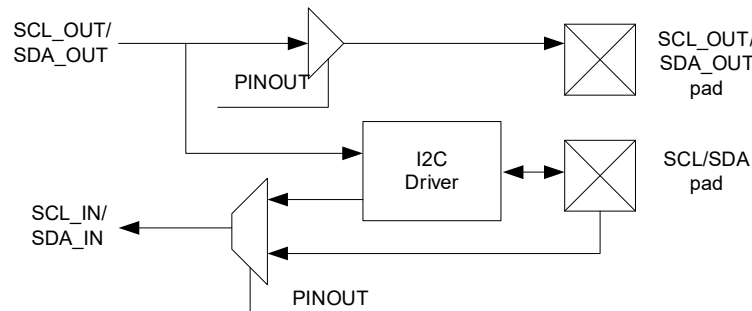 SCL_OUT/
SDA_OUT
PINOUT
SCL_OUT/
SDA_OUT
pad
I2C
Driver
SCL/SDA
pad
SCL_IN/
SDA_IN
PINOUT